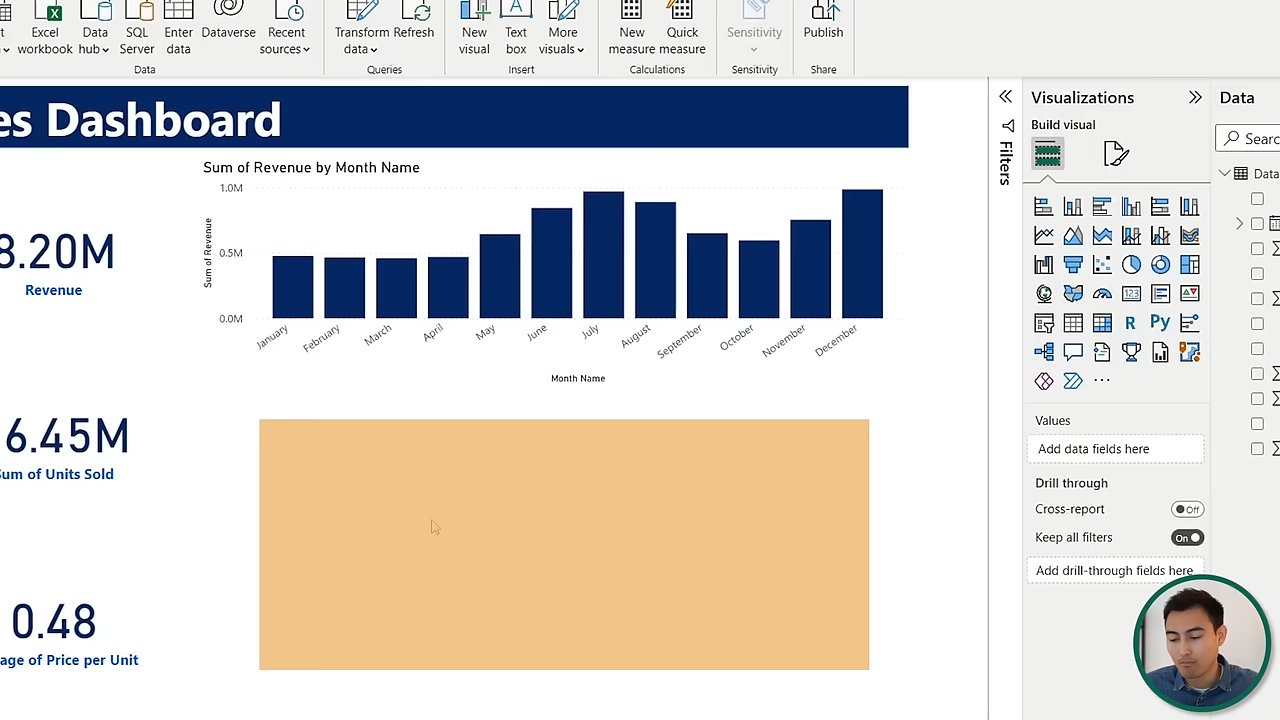 Excel workbook
Data hub
SQL Server
Enter data
Dataverse
Recent sources
Transform data
Refresh
New visual
Text box
More visuals
New measure
Quick measure
Sensitivity
Publish
Data
Queries
Insert
Calculations
Sensitivity
Share
es Dashboard
8.20M
Revenue
6.45M
Sum of Units Sold
0.48
age of Price per Unit
Sum of Revenue by Month Name
Sum of Revenue
1.0M
0.5M
0.0M
January
February
March
April
May
June
July
August
September
October
November
December
Month Name
Filters
Visualizations
Build visual
123
R
Py
Values
Add data fields here
Drill through
Cross-report
Off
Keep all filters
On
Add drill-through fields here
Data
Searc
Data